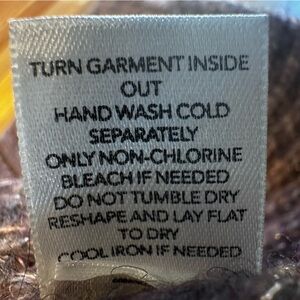 TURN GARMENT INSIDE
OUT
HAND WASH COLD
SEPARATELY
ONLY NON-CHLORINE
BLEACH IF NEEDED
DO NOT TUMBLE DRY
RESHAPE AND LAY FLAT
TO DRY
COOL IRON IF NEEDED